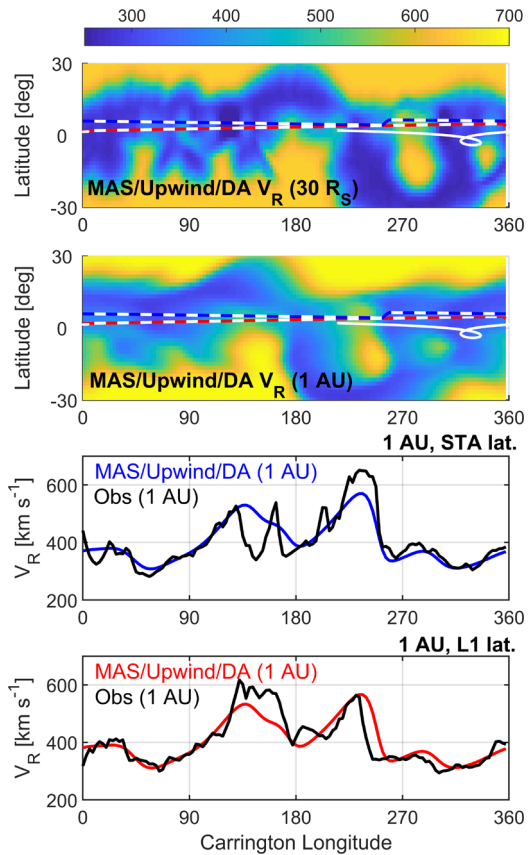 300 400 500 600 700
30
0
-30
Latitude [deg]
MAS/Upwind/DA V_R (30 R_S)
0 90 180 270 360
30
0
-30
Latitude [deg]
MAS/Upwind/DA V_R (1 AU)
0 90 180 270 360
1 AU, STA lat.
600
400
200
V_R [km s^-1]
MAS/Upwind/DA (1 AU)
Obs (1 AU)
0 90 180 270 360
1 AU, L1 lat.
600
400
200
V_R [km s^-1]
MAS/Upwind/DA (1 AU)
Obs (1 AU)
0 90 180 270 360
Carrington Longitude